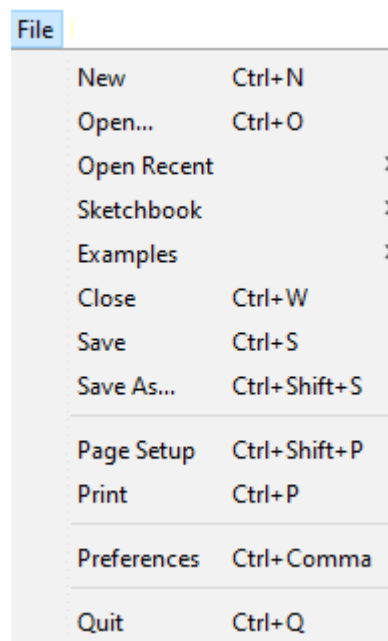 File
New Ctrl+N
Open... Ctrl+O
Open Recent
Sketchbook
Examples
Close Ctrl+W
Save Ctrl+S
Save As... Ctrl+Shift+S
Page Setup Ctrl+Shift+P
Print Ctrl+P
Preferences Ctrl+Comma
Quit Ctrl+Q